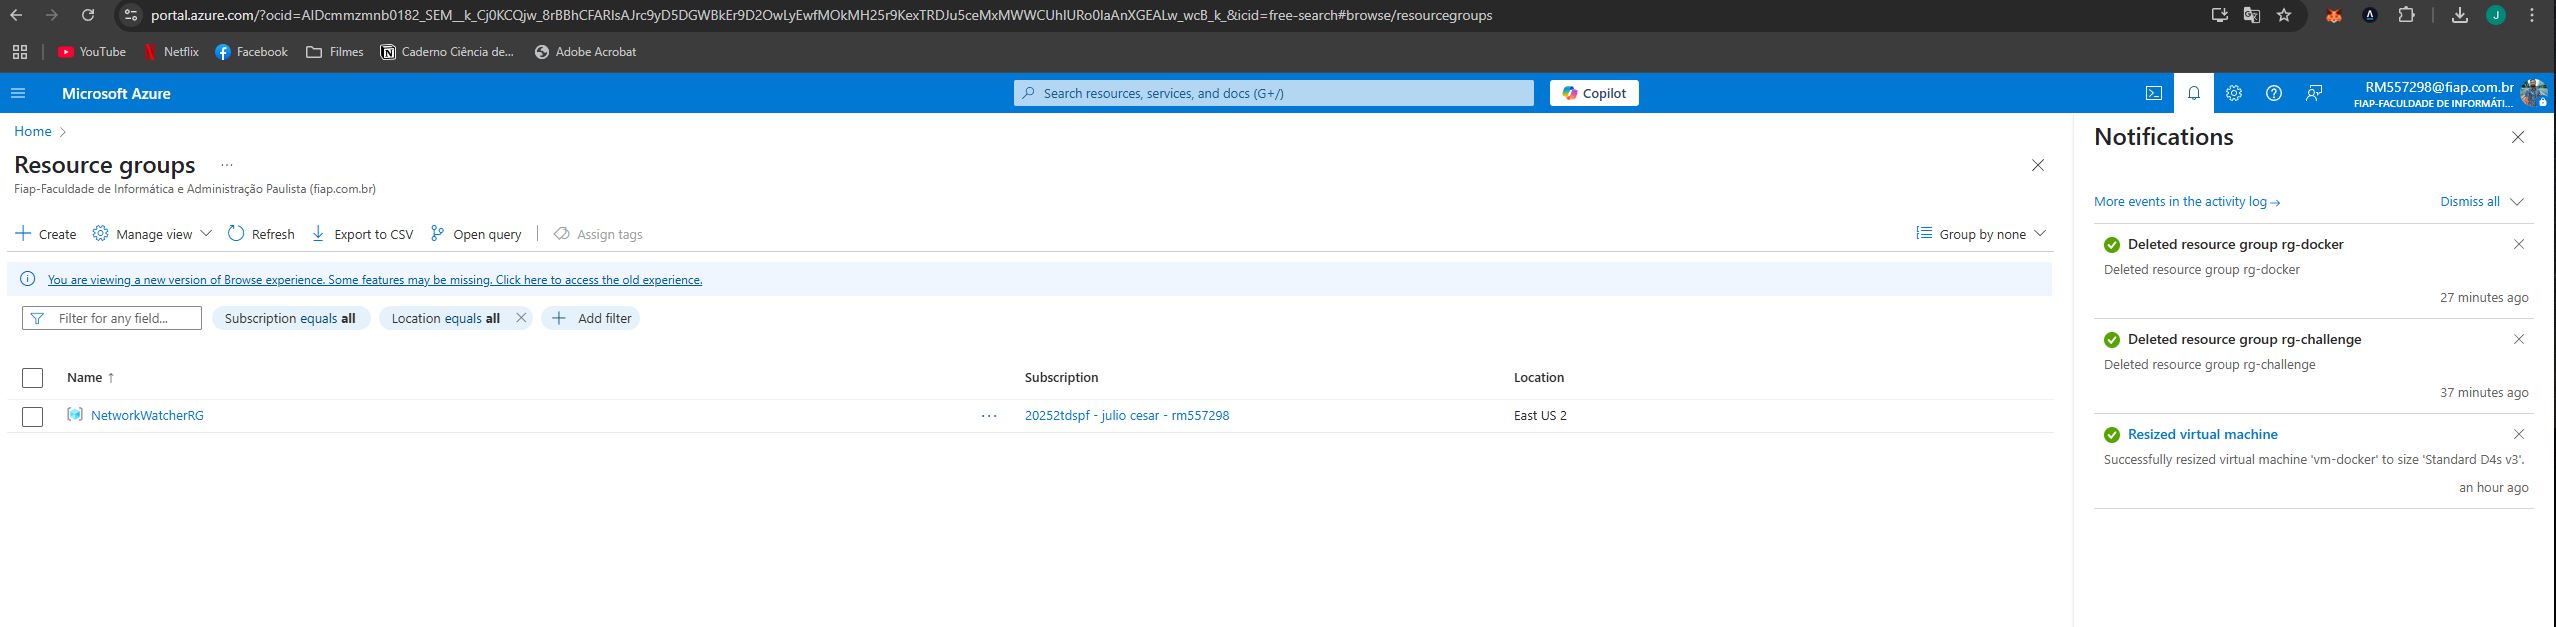 portal.azure.com/?ocid=AIDcmmzmnb0182_SEM__k_Cj0KCQjw_8rBBhCFARIsAJrc9yD5DGWBkEr9D2OwLyEwfMOkMH25r9KexTRDJu5ceMxMWWCUhIURo0IaAnXGEALw_wcB_k_&icid=free-search#browse/resourcegroups
J
YouTube Netflix Facebook Filmes Caderno Ciência de... Adobe Acrobat
Microsoft Azure
Search resources, services, and docs (G+/)
Copilot
RM557298@fiap.com.br
FIAP-FACULDADE DE INFORMÁTI...
Home
Resource groups ...
Fiap-Faculdade de Informática e Administração Paulista (fiap.com.br)
Create Manage view Refresh Export to CSV Open query Assign tags
Group by none
You are viewing a new version of Browse experience. Some features may be missing. Click here to access the old experience.
Filter for any field... Subscription equals all Location equals all Add filter
Name ↑ Subscription Location
NetworkWatcherRG ... 20252tdspf - julio cesar - rm557298 East US 2
Notifications
More events in the activity log → Dismiss all
Deleted resource group rg-docker
Deleted resource group rg-docker
27 minutes ago
Deleted resource group rg-challenge
Deleted resource group rg-challenge
37 minutes ago
Resized virtual machine
Successfully resized virtual machine 'vm-docker' to size 'Standard D4s v3'.
an hour ago